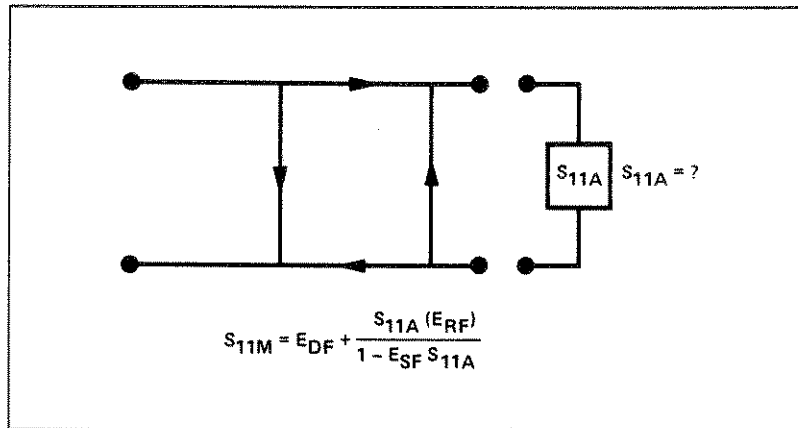 S11A S11A = ?
S11M = EDF + S11A (ERF) / 1 - ESF S11A